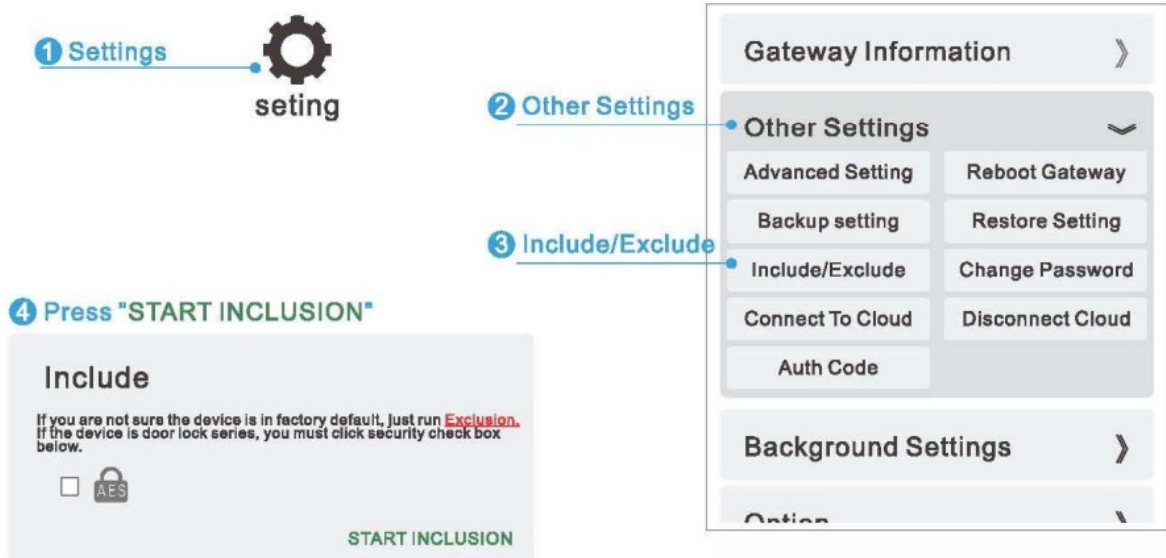 1 Settings
seting
2 Other Settings
3 Include/Exclude
4 Press "START INCLUSION"
Include
If you are not sure the device is in factory default, just run Exclusion.
If the device is door lock series, you must click security check box
below.
AES
START INCLUSION
Gateway Information
Other Settings
Advanced Setting
Reboot Gateway
Backup setting
Restore Setting
Include/Exclude
Change Password
Connect To Cloud
Disconnect Cloud
Auth Code
Background Settings
Option